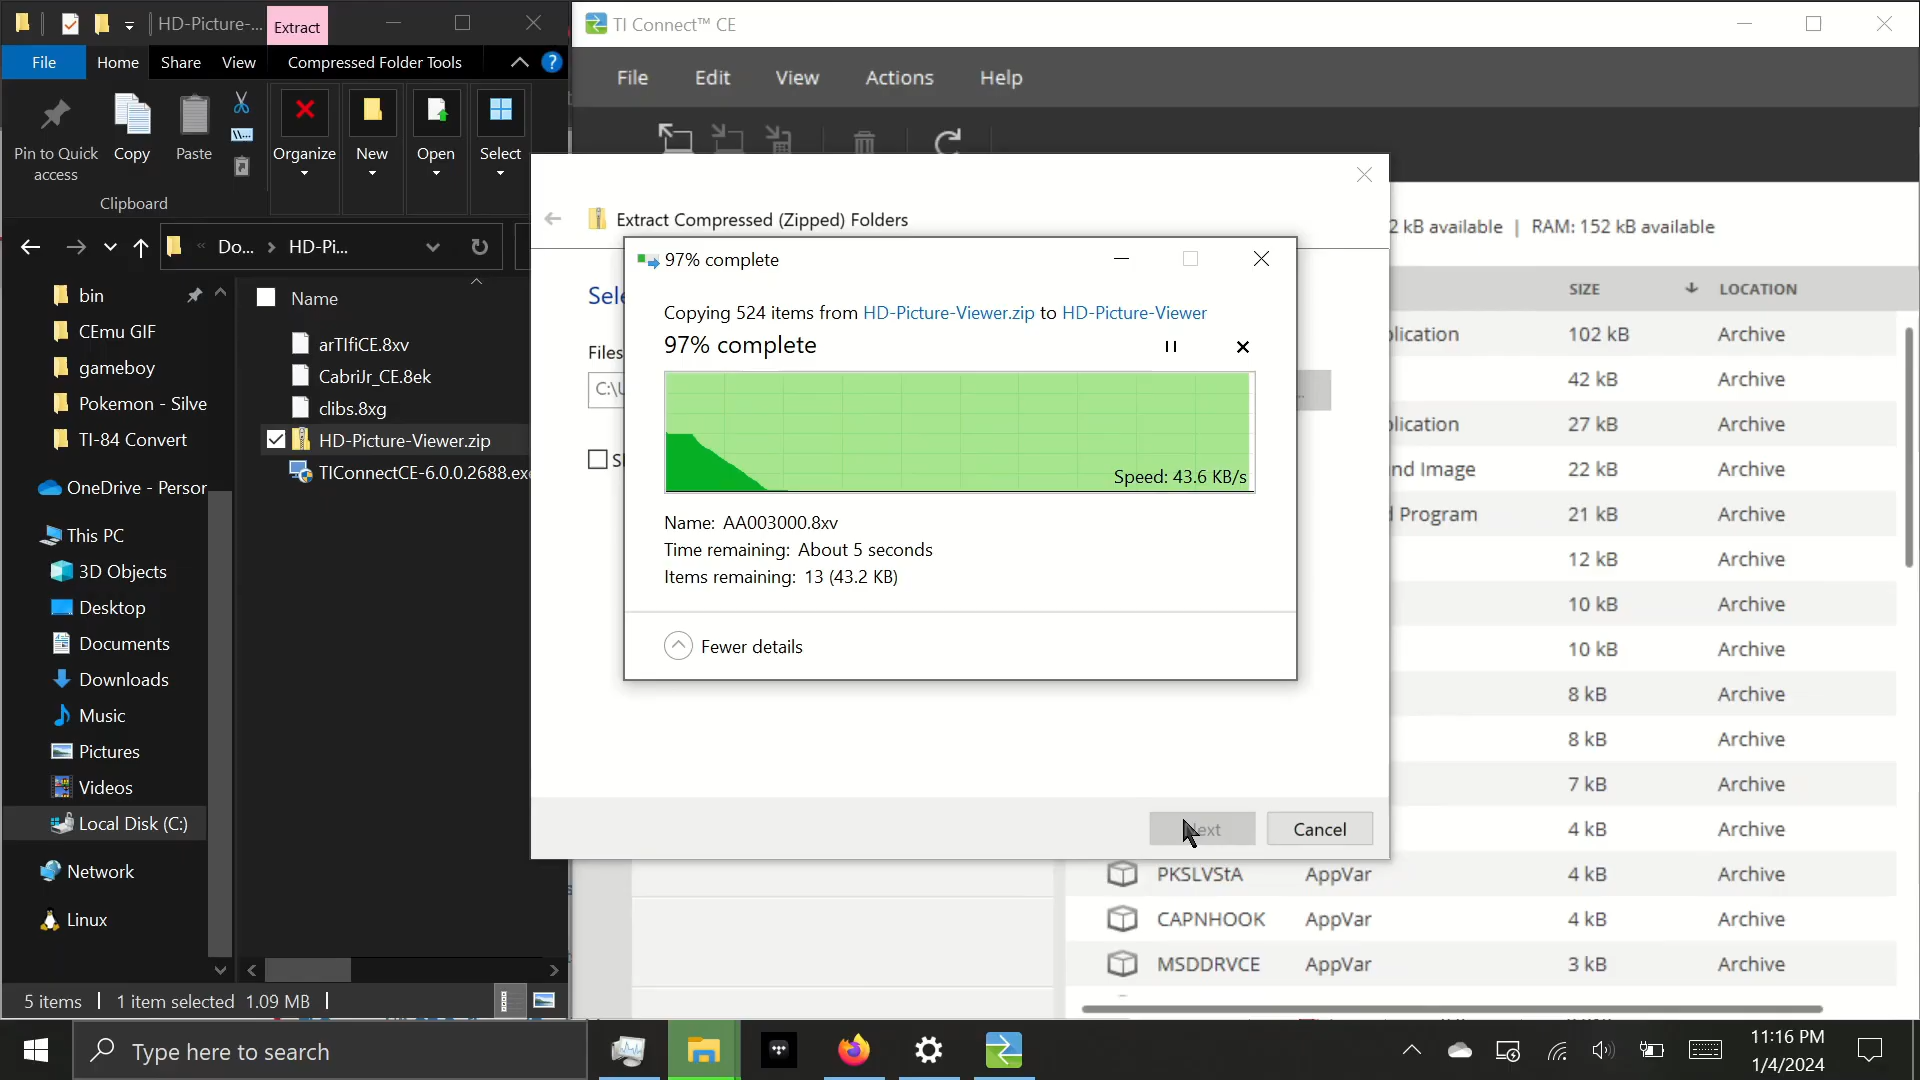 HD-Picture-...
Extract
File
Home
Share
View
Compressed Folder Tools
Pin to Quick
access
Copy
Paste
Organize
New
Open
Select
Clipboard
Do...
HD-Pi...
bin
CEmu GIF
gameboy
Pokemon - Silve
TI-84 Convert
OneDrive - Person
This PC
3D Objects
Desktop
Documents
Downloads
Music
Pictures
Videos
Local Disk (C:)
Network
Linux
Name
arTIfiCE.8xv
CabriJr_CE.8ek
clibs.8xg
HD-Picture-Viewer.zip
TIConnectCE-6.0.0.2688.exe
5 items
1 item selected 1.09 MB
TI Connect™ CE
File
Edit
View
Actions
Help
2 kB available | RAM: 152 kB available
SIZE
LOCATION
plication 102 kB Archive
42 kB Archive
plication 27 kB Archive
nd Image 22 kB Archive
d Program 21 kB Archive
12 kB Archive
10 kB Archive
10 kB Archive
8 kB Archive
8 kB Archive
7 kB Archive
4 kB Archive
PKSLVStA AppVar 4 kB Archive
CAPNHOOK AppVar 4 kB Archive
MSDDRVCE AppVar 3 kB Archive
Extract Compressed (Zipped) Folders
Sele
Files
C:\U
97% complete
Copying 524 items from HD-Picture-Viewer.zip to HD-Picture-Viewer
97% complete
Speed: 43.6 KB/s
Name: AA003000.8xv
Time remaining: About 5 seconds
Items remaining: 13 (43.2 KB)
Fewer details
Next
Cancel
Type here to search
11:16 PM
1/4/2024